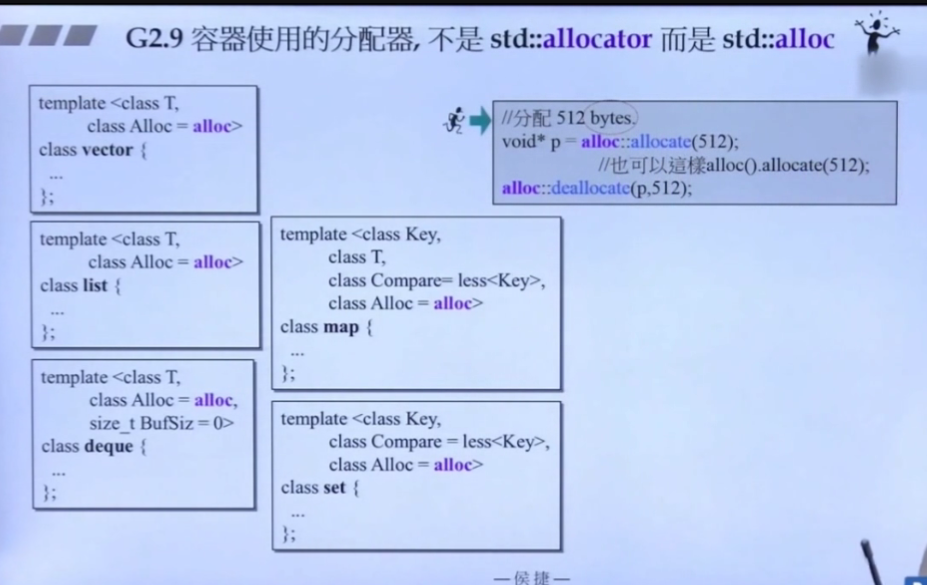 G2.9 容器使用的分配器, 不是 std::allocator 而是 std::alloc
template <class T,
class Alloc = alloc>
class vector {
...
};
template <class T,
class Alloc = alloc>
class list {
...
};
template <class T,
class Alloc = alloc,
size_t BufSiz = 0>
class deque {
...
};
//分配 512 bytes.
void* p = alloc::allocate(512);
//也可以這樣alloc().allocate(512);
alloc::deallocate(p,512);
template <class Key,
class T,
class Compare= less<Key>,
class Alloc = alloc>
class map {
...
};
template <class Key,
class Compare = less<Key>,
class Alloc = alloc>
class set {
...
};
—侯捷—